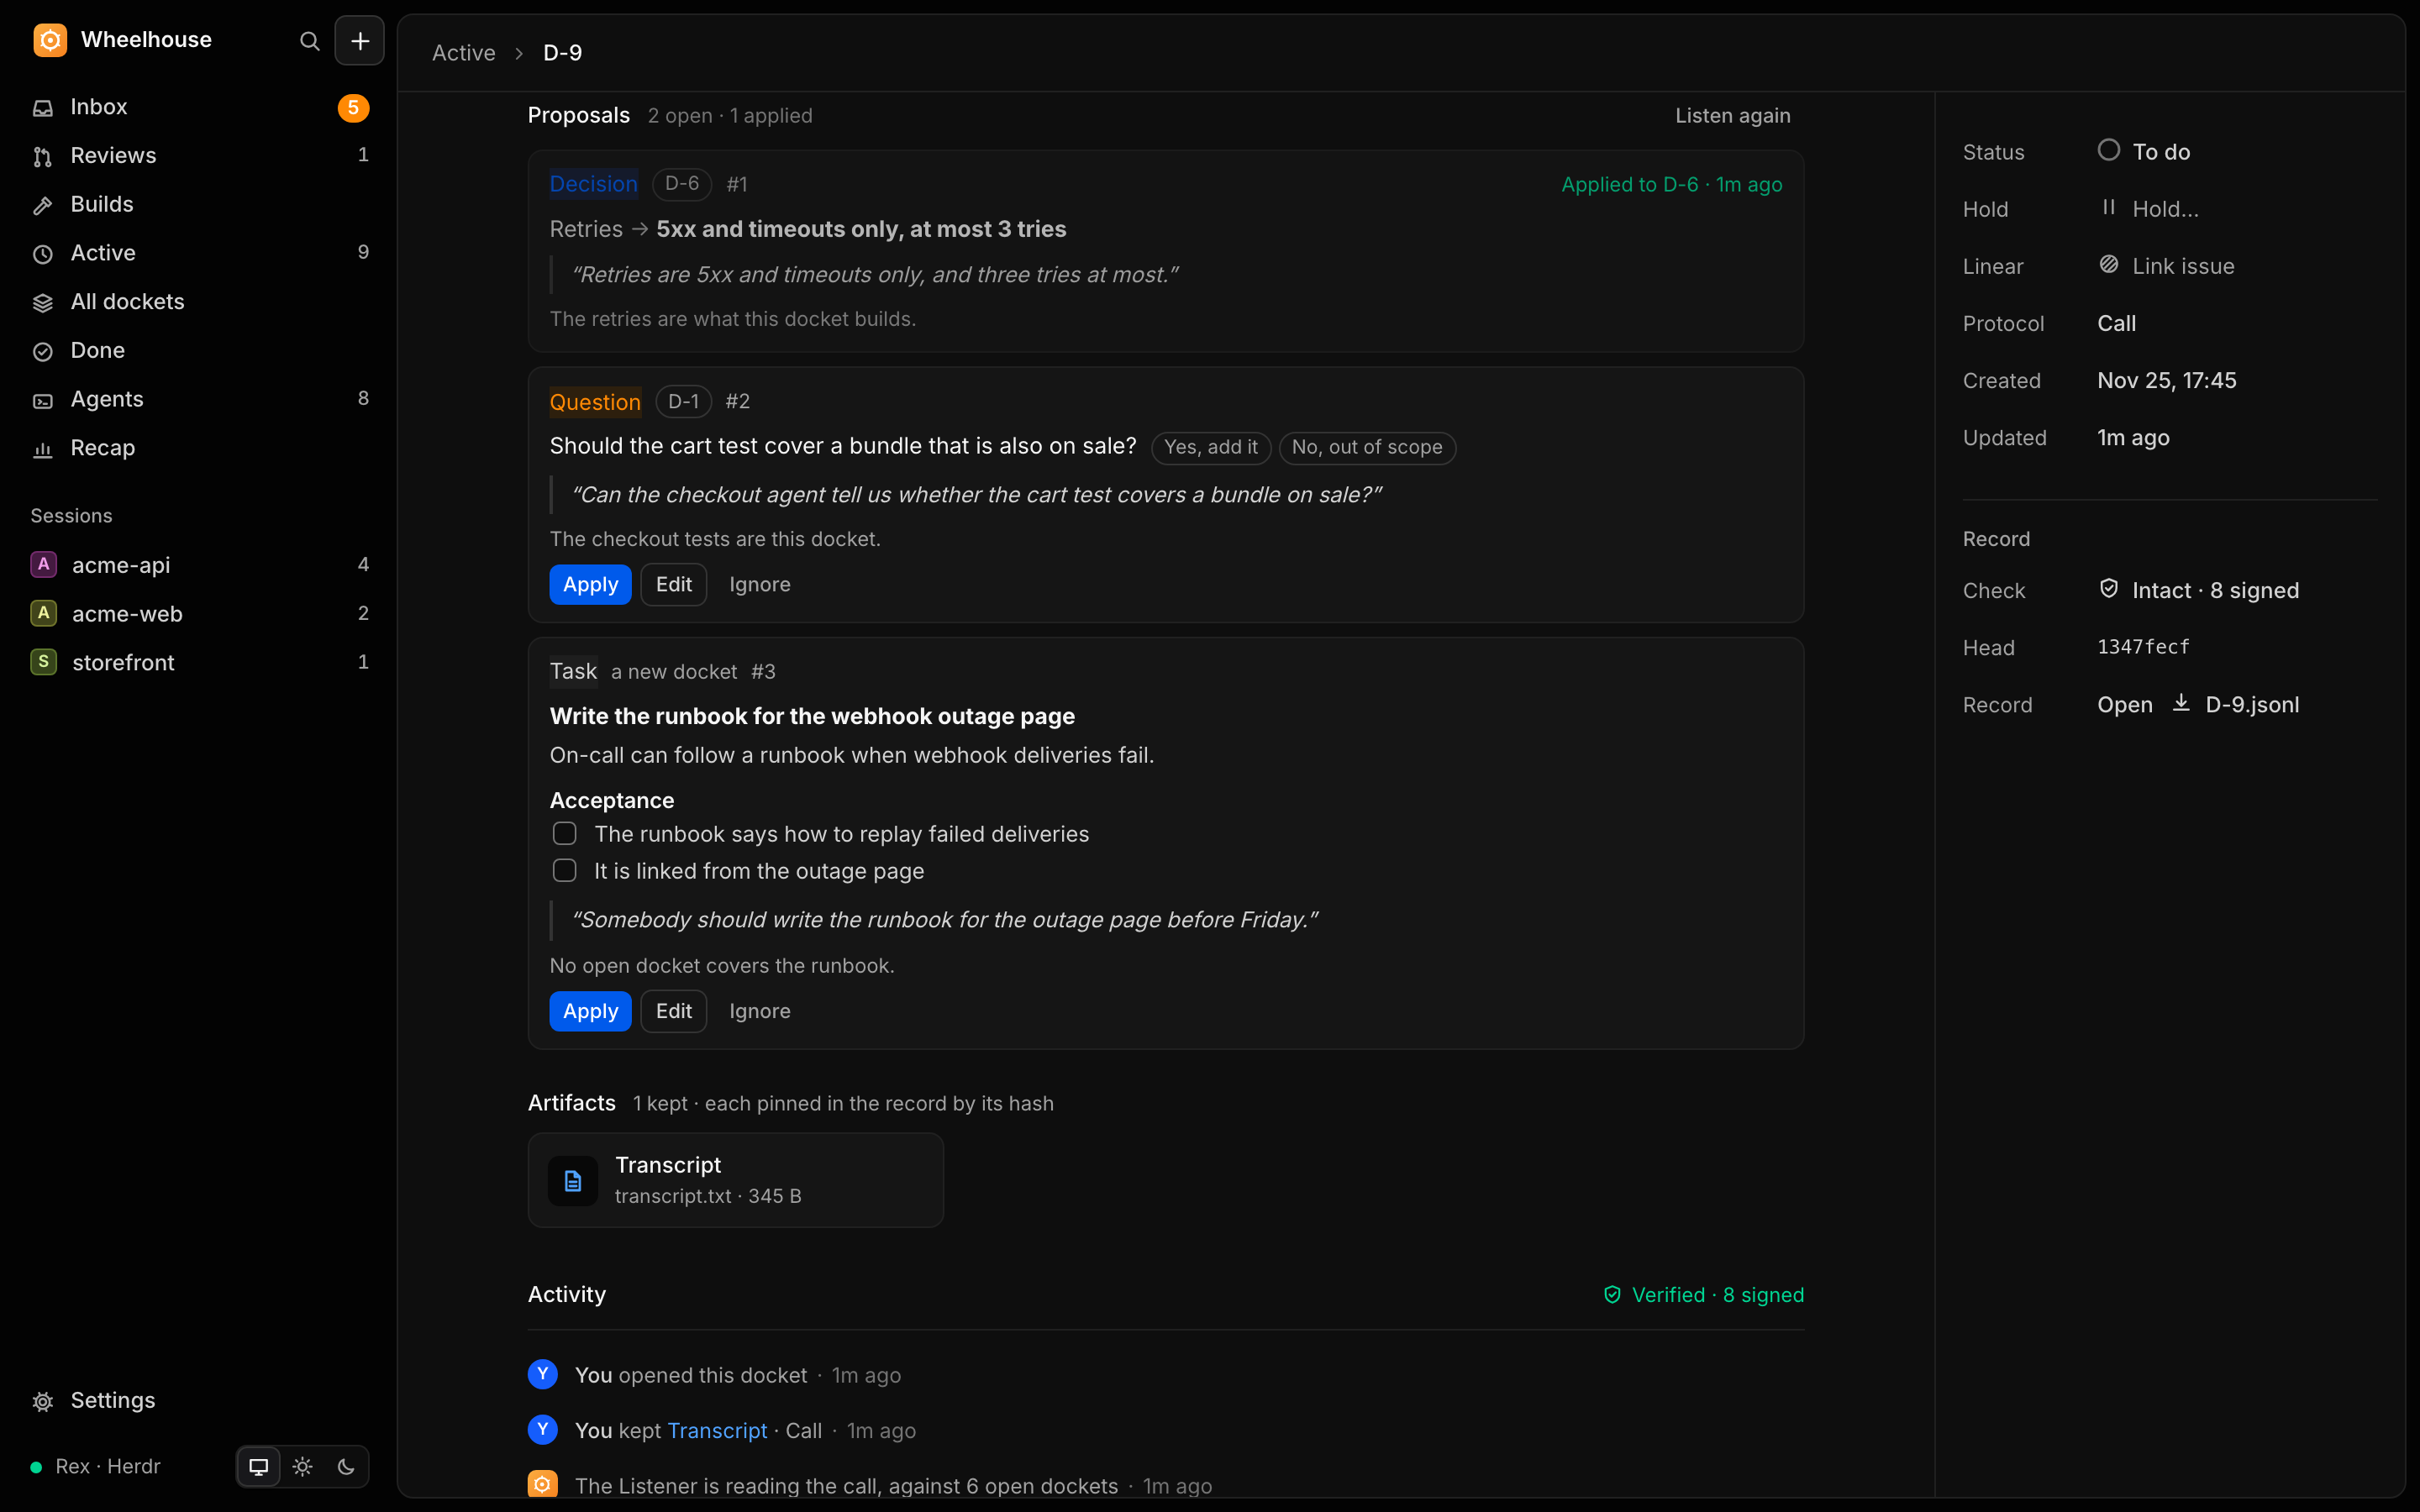 Wheelhouse
Inbox 5
Reviews 1
Builds
Active 9
All dockets
Done
Agents 8
Recap
Sessions
A acme-api 4
A acme-web 2
S storefront 1
Settings
Rex · Herdr
Active › D-9
Proposals 2 open · 1 applied Listen again
Decision D-6 #1 Applied to D-6 · 1m ago
Retries → 5xx and timeouts only, at most 3 tries
“Retries are 5xx and timeouts only, and three tries at most.”
The retries are what this docket builds.
Question D-1 #2
Should the cart test cover a bundle that is also on sale? Yes, add it No, out of scope
“Can the checkout agent tell us whether the cart test covers a bundle on sale?”
The checkout tests are this docket.
Apply Edit Ignore
Task a new docket #3
Write the runbook for the webhook outage page
On-call can follow a runbook when webhook deliveries fail.
Acceptance
The runbook says how to replay failed deliveries
It is linked from the outage page
“Somebody should write the runbook for the outage page before Friday.”
No open docket covers the runbook.
Apply Edit Ignore
Artifacts 1 kept · each pinned in the record by its hash
Transcript
transcript.txt · 345 B
Activity Verified · 8 signed
Y You opened this docket · 1m ago
Y You kept Transcript · Call · 1m ago
The Listener is reading the call, against 6 open dockets · 1m ago
Status To do
Hold Hold...
Linear Link issue
Protocol Call
Created Nov 25, 17:45
Updated 1m ago
Record
Check Intact · 8 signed
Head 1347fecf
Record Open D-9.jsonl